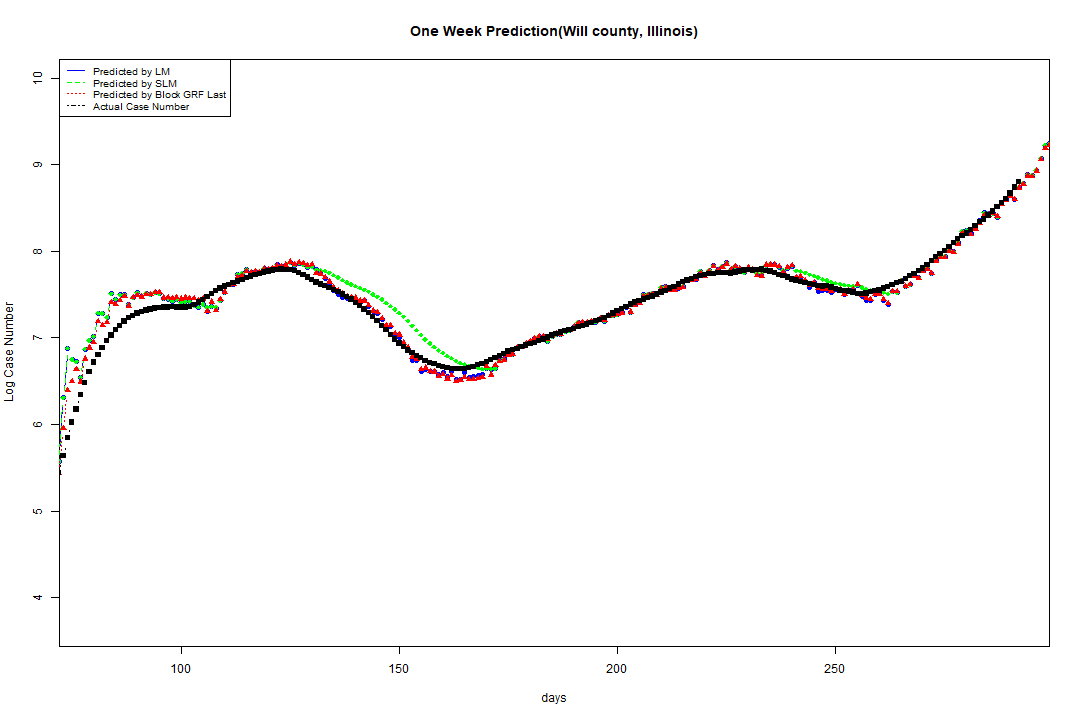 One Week Prediction(Will county, Illinois)
Predicted by LM
Predicted by SLM
Predicted by Block GRF Last
Actual Case Number
Log Case Number
10
9
8
7
6
5
4
100 150 200 250
days